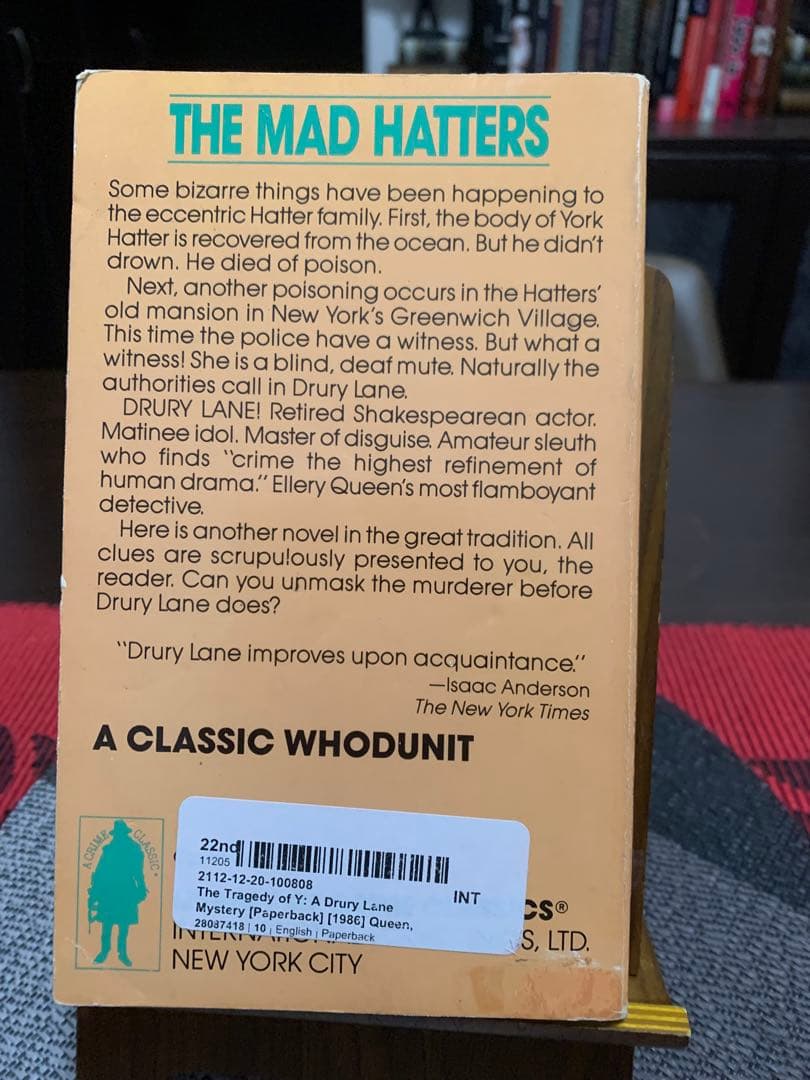 THE MAD HATTERS
Some bizarre things have been happening to
the eccentric Hatter family. First, the body of York
Hatter is recovered from the ocean. But he didn't
drown. He died of poison.
Next, another poisoning occurs in the Hatters'
old mansion in New York's Greenwich Village.
This time the police have a witness. But what a
witness! She is a blind, deaf mute. Naturally the
authorities call in Drury Lane.
DRURY LANE! Retired Shakespearean actor.
Matinee idol. Master of disguise. Amateur sleuth
who finds "crime the highest refinement of
human drama." Ellery Queen's most flamboyant
detective.
Here is another novel in the great tradition. All
clues are scrupulously presented to you, the
reader. Can you unmask the murderer before
Drury Lane does?
"Drury Lane improves upon acquaintance."
—Isaac Anderson
The New York Times
A CLASSIC WHODUNIT
A CRIME CLASSIC
22nd
11205
2112-12-20-100808
INT
The Tragedy of Y: A Drury Lane
Mystery [Paperback] [1986] Queen,
28087418 | 10 | English | Paperback
CS®
S, LTD.
NEW YORK CITY